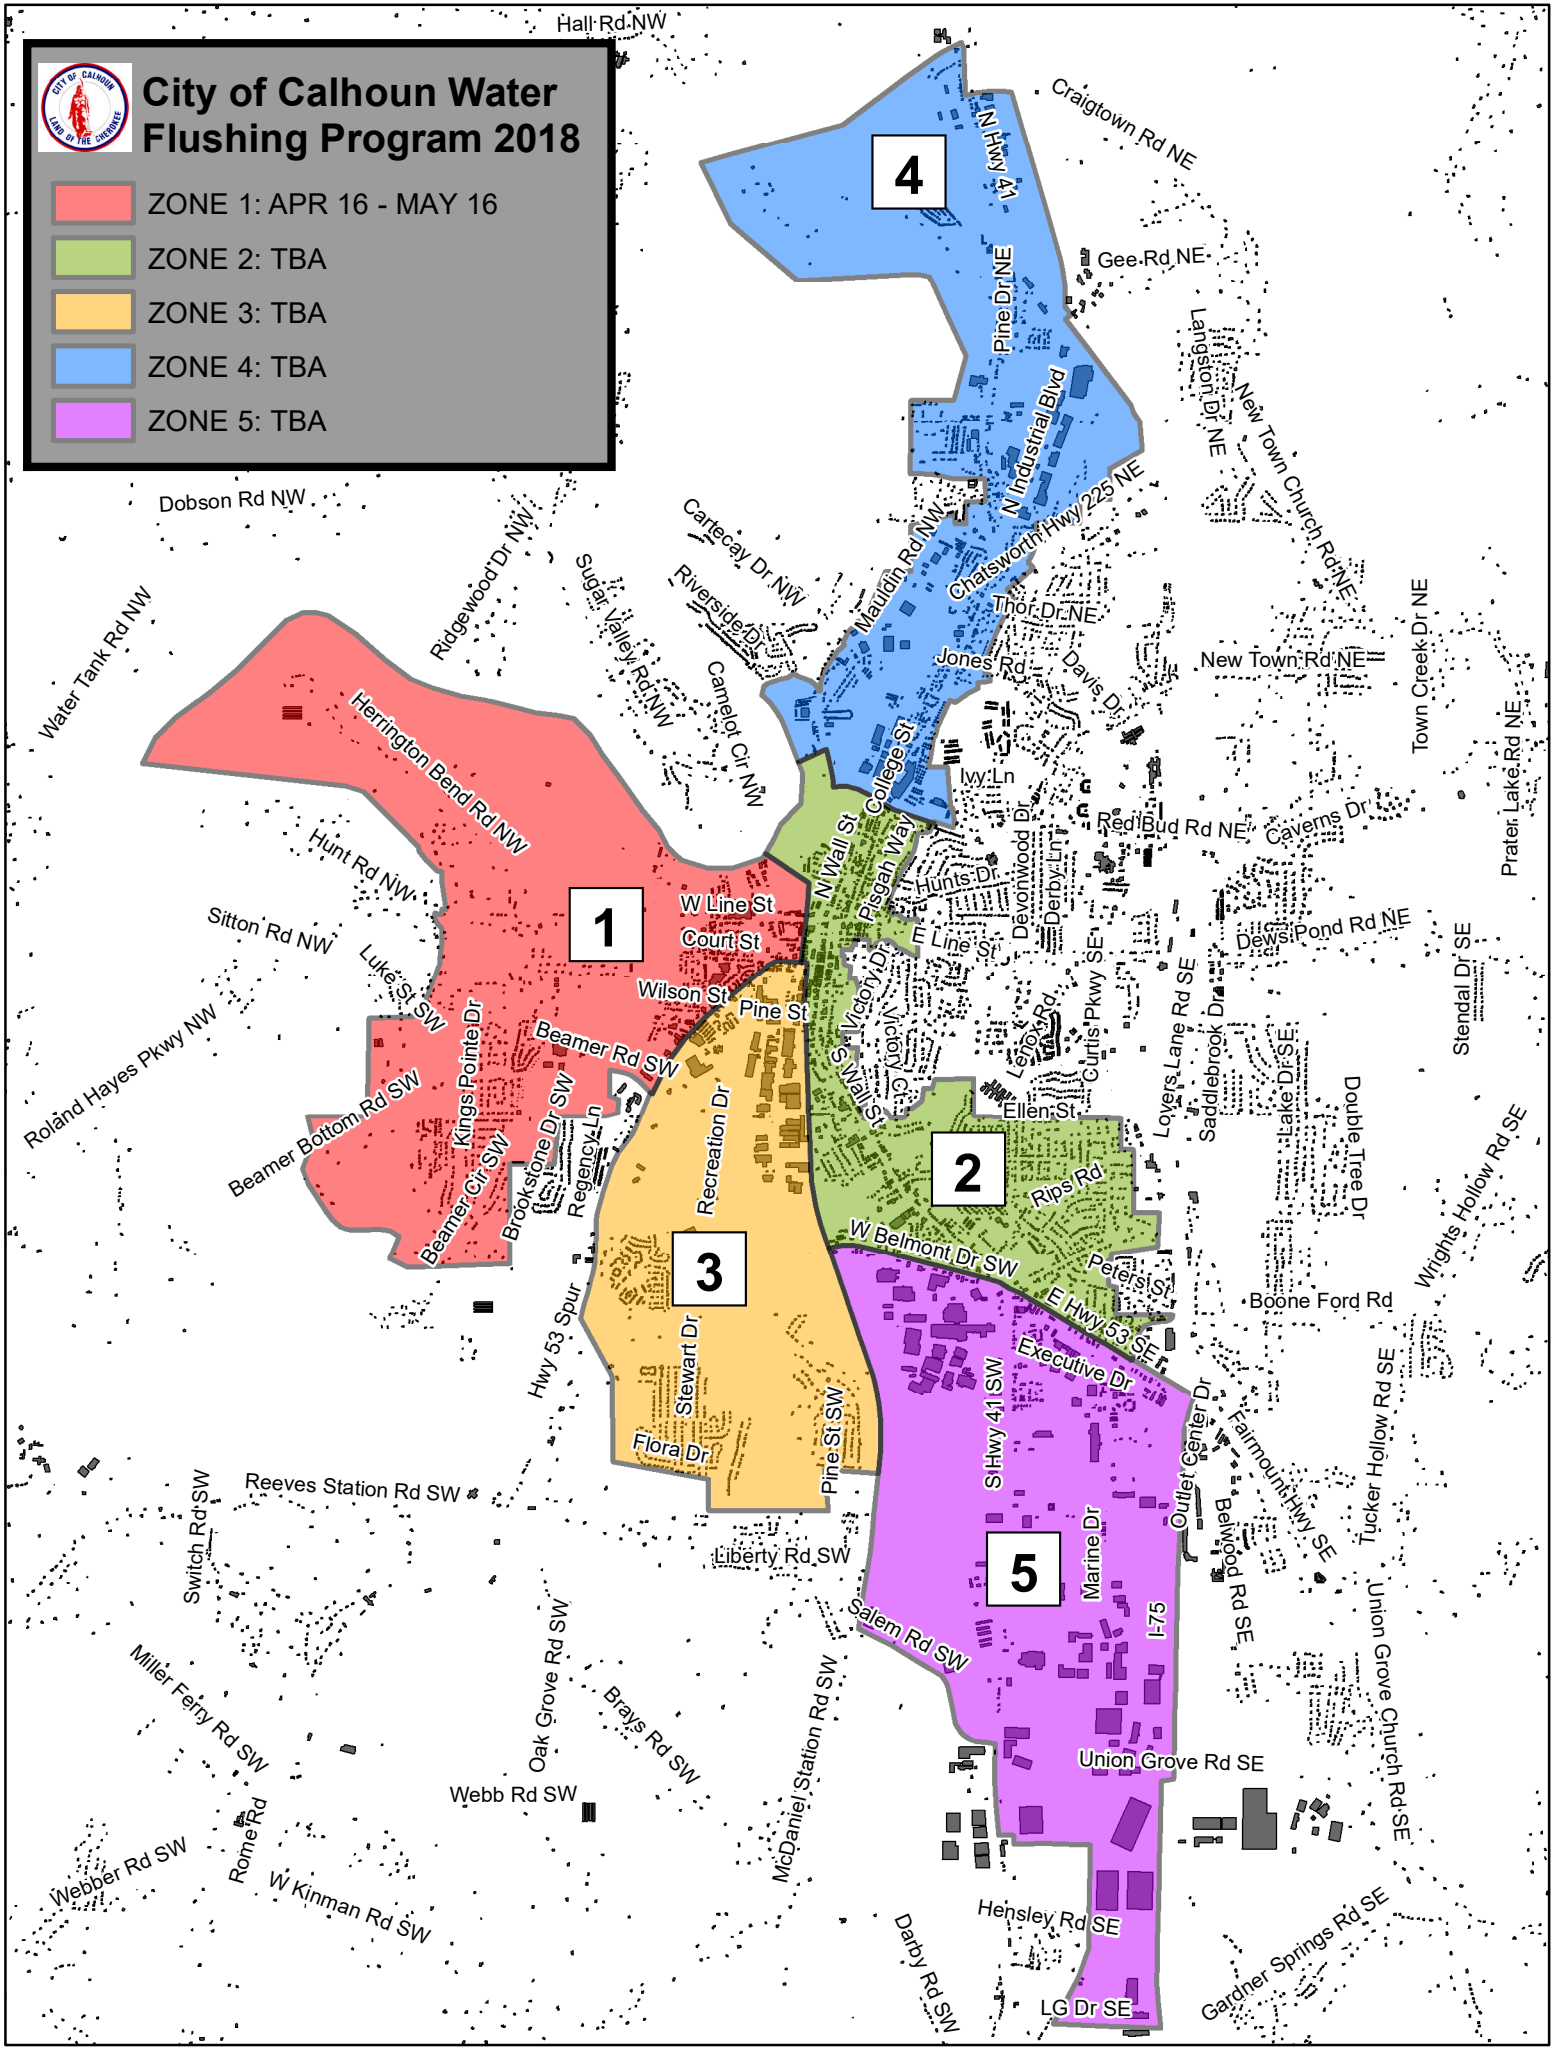 Hall Rd NW
CITY OF CALHOUN
LAND OF THE CHEROKEE
City of Calhoun Water
Flushing Program 2018
ZONE 1: APR 16 - MAY 16
ZONE 2: TBA
ZONE 3: TBA
ZONE 4: TBA
ZONE 5: TBA
Craigtown Rd NE
N Hwy 41
4
Gee Rd NE
Pine Dr NE
Langston Dr NE
N Industrial Blvd
New Town Church Rd NE
Dobson Rd NW
Ridgewood Dr NW
Cartecay Dr NW
Mauldin Rd NW
Chatsworth Hwy 225 NE
Sugar Valley Rd NW
Riverside Dr
Thor Dr NE
Water Tank Rd NW
Town Creek Dr NE
Jones Rd
Davis Dr
New Town Rd NE
Camelot Cir NW
Herrington Bend Rd NW
College St
Prater Lake Rd NE
Ivy Ln
Hunt Rd NW
N Wall St
Pisgah Way
Devonwood Dr
Derby Ln
Red Bud Rd NE
Caverns Dr
Hunts Dr
1
W Line St
Court St
Sitton Rd NW
E Line St
Dews Pond Rd NE
Stendal Dr SE
Luke St SW
Wilson St
Pine St
Victory Dr
Victory Ct
Lenox Rd
Curtis Pkwy SE
Lovers Lane Rd SE
Saddlebrook Dr
Roland Hayes Pkwy NW
Kings Pointe Dr
Beamer Rd SW
S Wall St
Lake Dr SE
Double Tree Dr
Beamer Bottom Rd SW
Recreation Dr
Ellen St
Brookstone Dr SW
Regency Ln
2
Rips Rd
Beamer Cir SW
Wrights Hollow Rd SE
3
W Belmont Dr SW
Peters St
Boone Ford Rd
Hwy 53 Spur
E Hwy 53 SE
Stewart Dr
Executive Dr
S Hwy 41 SW
Pine St SW
Flora Dr
Outlet Center Dr
Fairmount Hwy SE
Tucker Hollow Rd SE
Reeves Station Rd SW
Switch Rd SW
Liberty Rd SW
5
Marine Dr
Belwood Rd SE
Salem Rd SW
I-75
Union Grove Church Rd SE
Miller Ferry Rd SW
Oak Grove Rd SW
Brays Rd SW
McDaniel Station Rd SW
Union Grove Rd SE
Webb Rd SW
Rome Rd
Webber Rd SW
W Kinman Rd SW
Hensley Rd SE
Darby Rd SW
Gardner Springs Rd SE
LG Dr SE